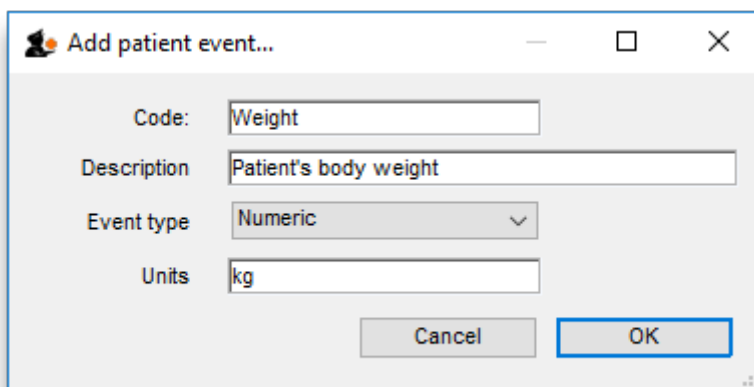 Add patient event...
Code: Weight
Description Patient's body weight
Event type Numeric
Units kg
Cancel OK